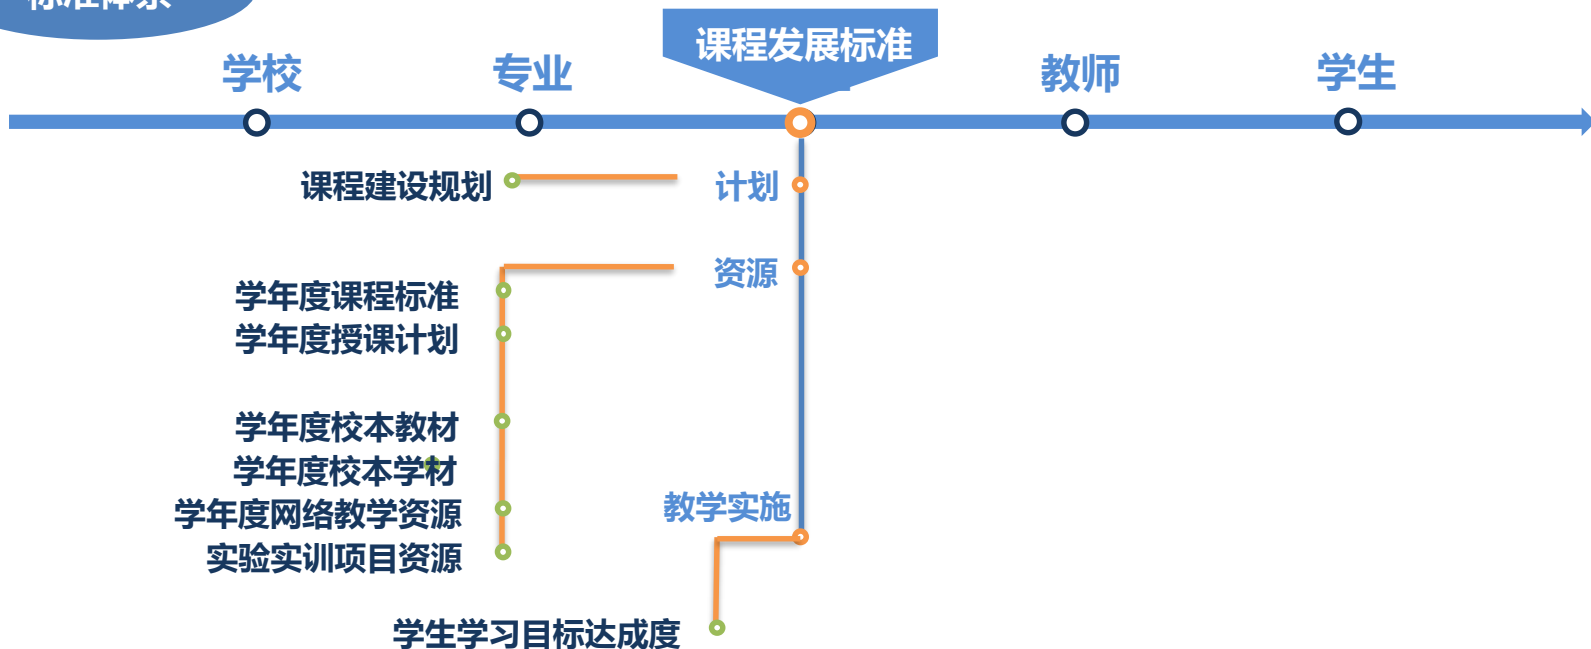 标准体系
课程发展标准
学校
专业
教师
学生
课程建设规划
计划
资源
学年度课程标准
学年度授课计划
学年度校本教材
学年度校本学材
学年度网络教学资源
教学实施
实验实训项目资源
学生学习目标达成度